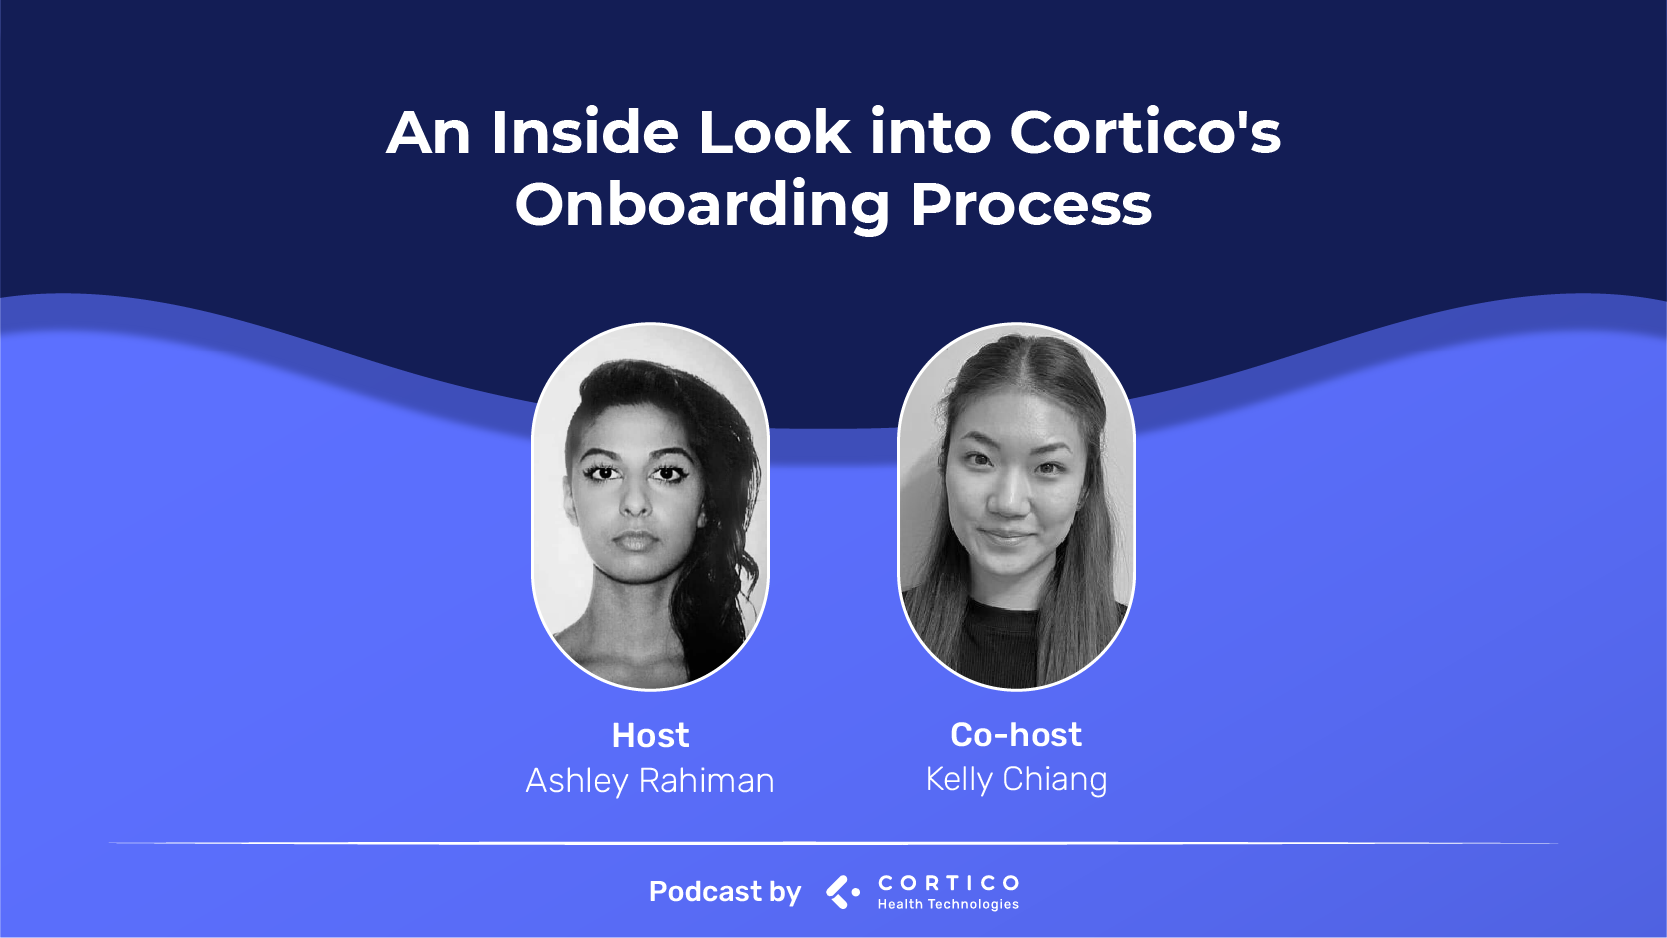 An Inside Look into Cortico's
Onboarding Process
Host
Ashley Rahiman
Co-host
Kelly Chiang
Podcast by
CORTICO
Health Technologies